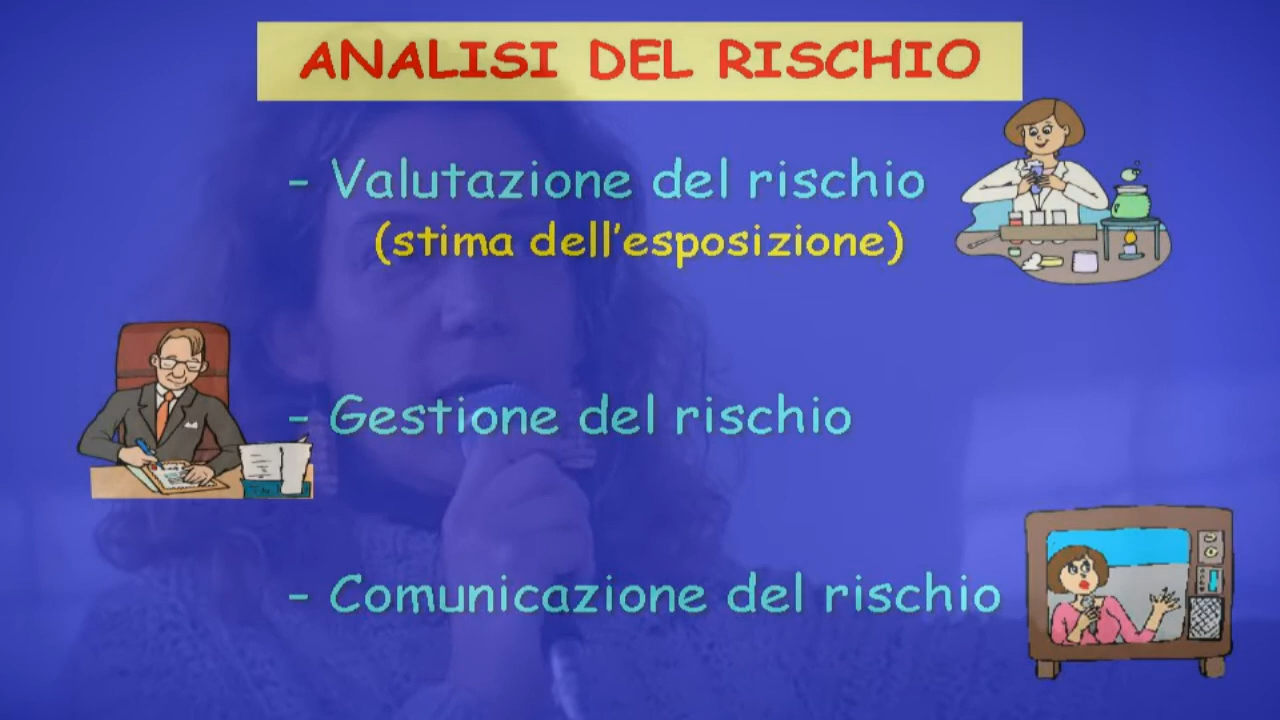 ANALISI DEL RISCHIO
- Valutazione del rischio
(stima dell'esposizione)
- Gestione del rischio
- Comunicazione del rischio